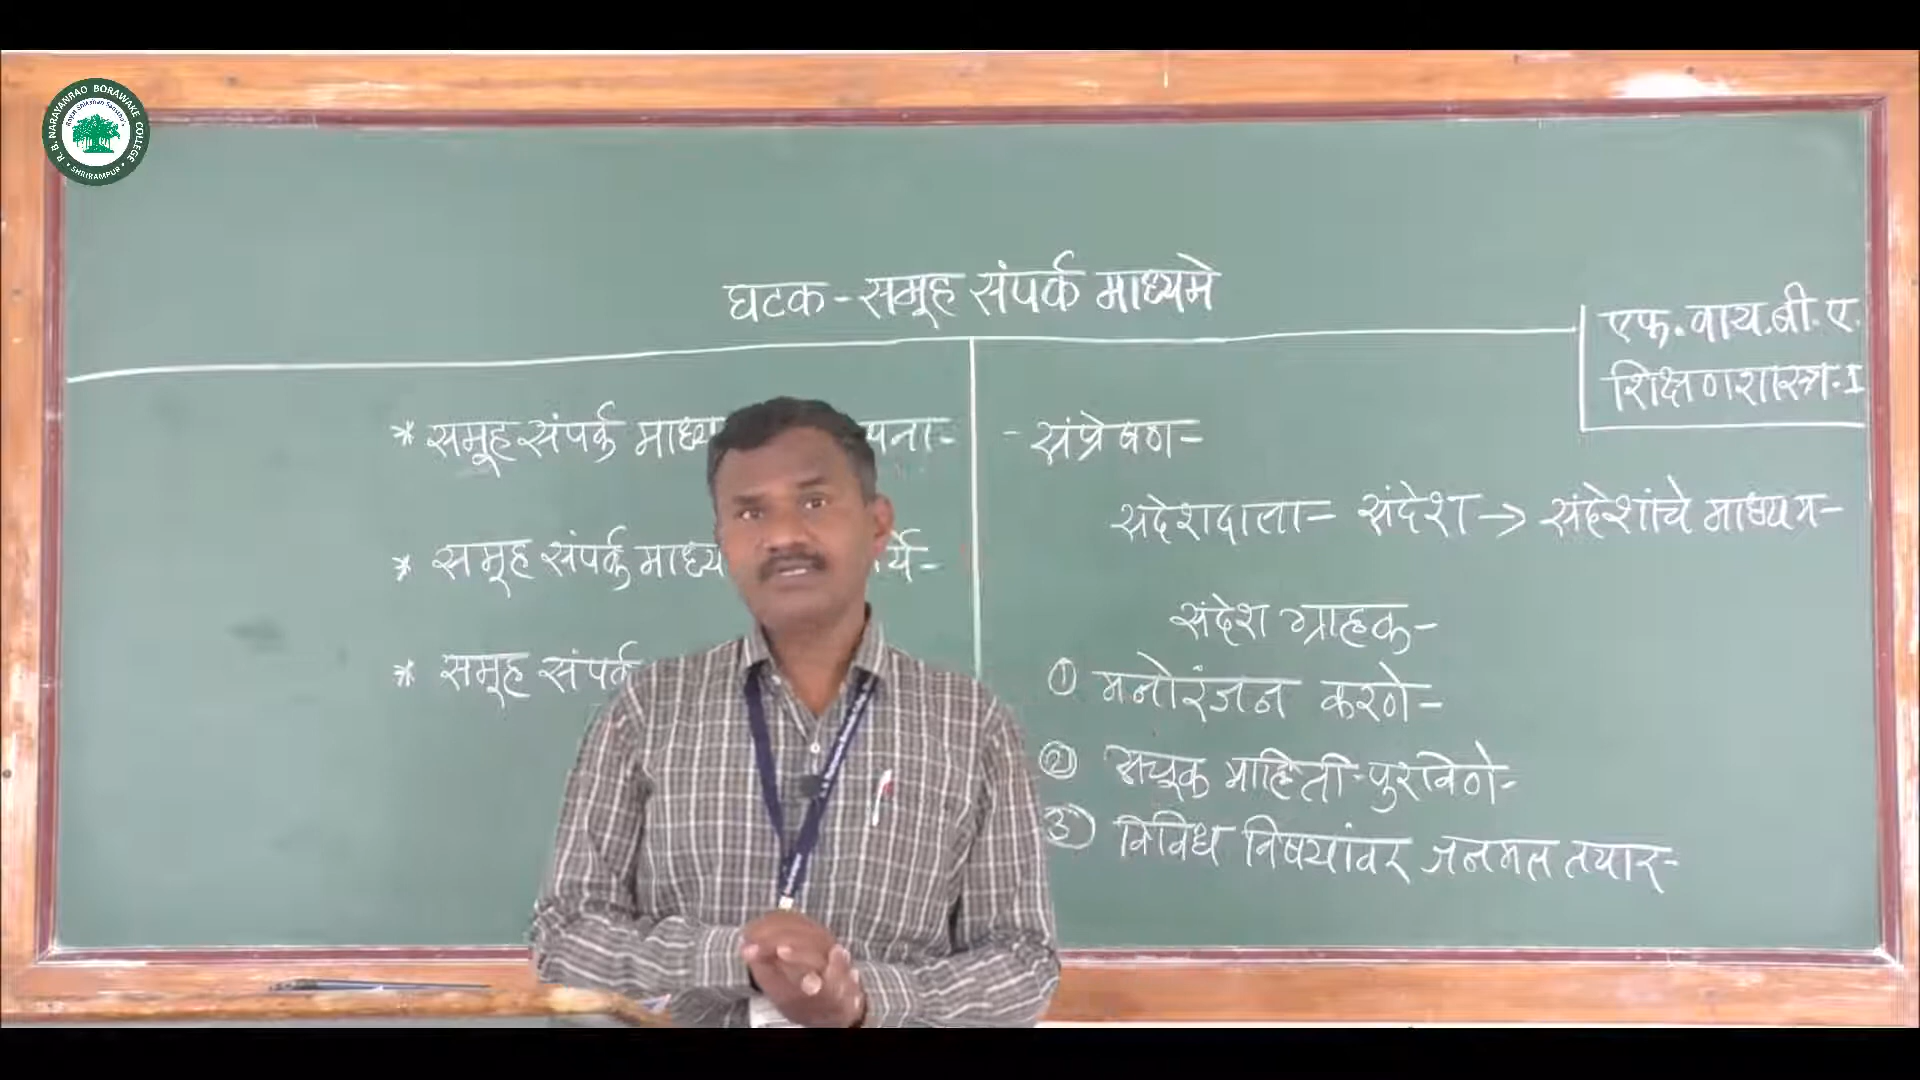 R. B. NARAYANRAO BORAWAKE COLLEGE
SHRIRAMPUR
घटक - समूह संपर्क माध्यमे
एफ. वाय. बी. ए.
शिक्षणशास्त्र - I
* समूह संपर्क माध्य पना -
* समूह संपर्क माध्य र्ये -
* समूह संपर्क
- संप्रेषण -
संदेशदाता - संदेश → संदेशांचे माध्यम -
संदेश ग्राहक -
① मनोरंजन करणे -
② अचूक माहिती - पुरविणे -
③ विविध विषयांवर जनमत तयार -